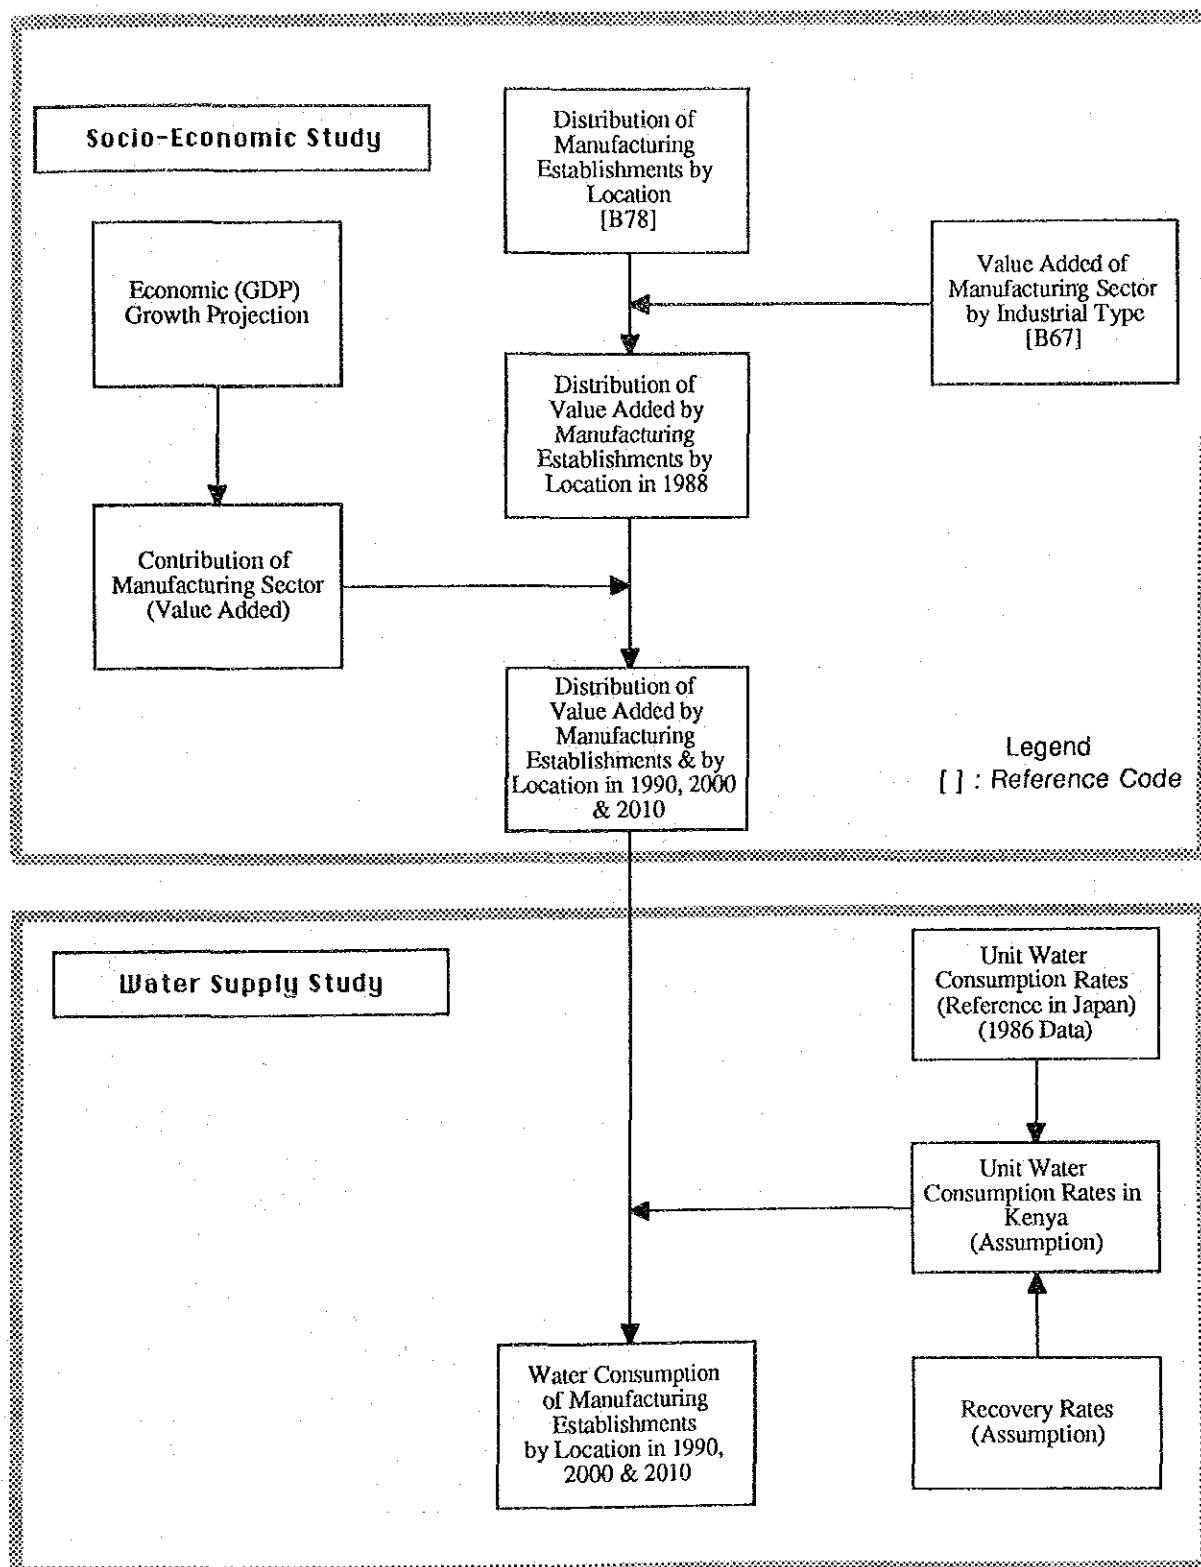 Socio-Economic Study
Distribution of
Manufacturing
Establishments by
Location
[B78]
Economic (GDP)
Growth Projection
Value Added of
Manufacturing Sector
by Industrial Type
[B67]
Distribution of
Value Added by
Manufacturing
Establishments by
Location in 1988
Contribution of
Manufacturing Sector
(Value Added)
Distribution of
Value Added by
Manufacturing
Establishments & by
Location in 1990, 2000
& 2010
Legend
[ ] : Reference Code
Water Supply Study
Unit Water
Consumption Rates
(Reference in Japan)
(1986 Data)
Unit Water
Consumption Rates in
Kenya
(Assumption)
Water Consumption
of Manufacturing
Establishments
by Location in 1990,
2000 & 2010
Recovery Rates
(Assumption)